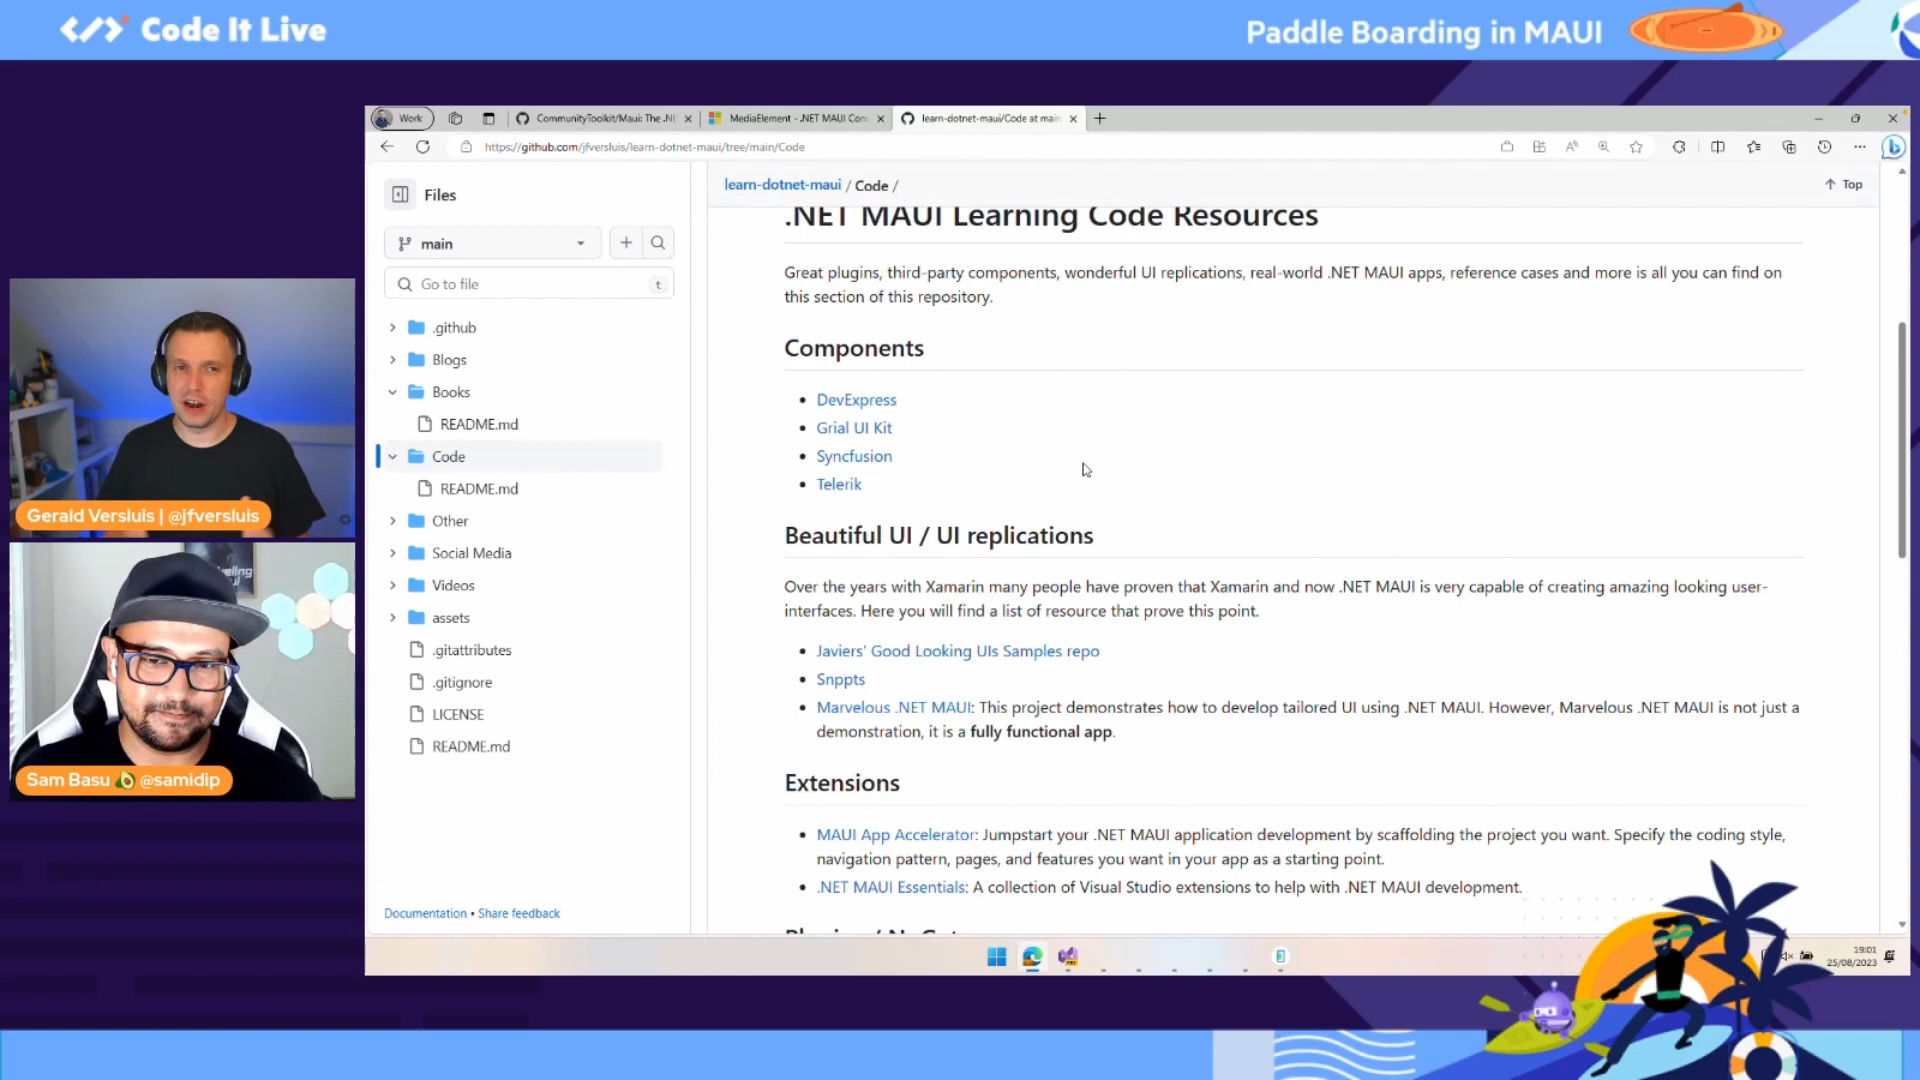 Code It Live
Paddle Boarding in MAUI
Work
CommunityToolkit/Maui: The .NE
MediaElement - .NET MAUI Com
learn-dotnet-maui/Code at main
https://github.com/jfversluis/learn-dotnet-maui/tree/main/Code
Files
main
Go to file
t
.github
Blogs
Books
README.md
Code
README.md
Other
Social Media
Videos
assets
.gitattributes
.gitignore
LICENSE
README.md
Documentation • Share feedback
learn-dotnet-maui / Code /
Top
.NET MAUI Learning Code Resources
Great plugins, third-party components, wonderful UI replications, real-world .NET MAUI apps, reference cases and more is all you can find on
this section of this repository.
Components
DevExpress
Grial UI Kit
Syncfusion
Telerik
Beautiful UI / UI replications
Over the years with Xamarin many people have proven that Xamarin and now .NET MAUI is very capable of creating amazing looking user-
interfaces. Here you will find a list of resource that prove this point.
Javiers' Good Looking UIs Samples repo
Snppts
Marvelous .NET MAUI: This project demonstrates how to develop tailored UI using .NET MAUI. However, Marvelous .NET MAUI is not just a
demonstration, it is a fully functional app.
Extensions
MAUI App Accelerator: Jumpstart your .NET MAUI application development by scaffolding the project you want. Specify the coding style,
navigation pattern, pages, and features you want in your app as a starting point.
.NET MAUI Essentials: A collection of Visual Studio extensions to help with .NET MAUI development.
19:01
25/08/2023
Gerald Versluis | @jfversluis
Sam Basu 🥑 @samidip